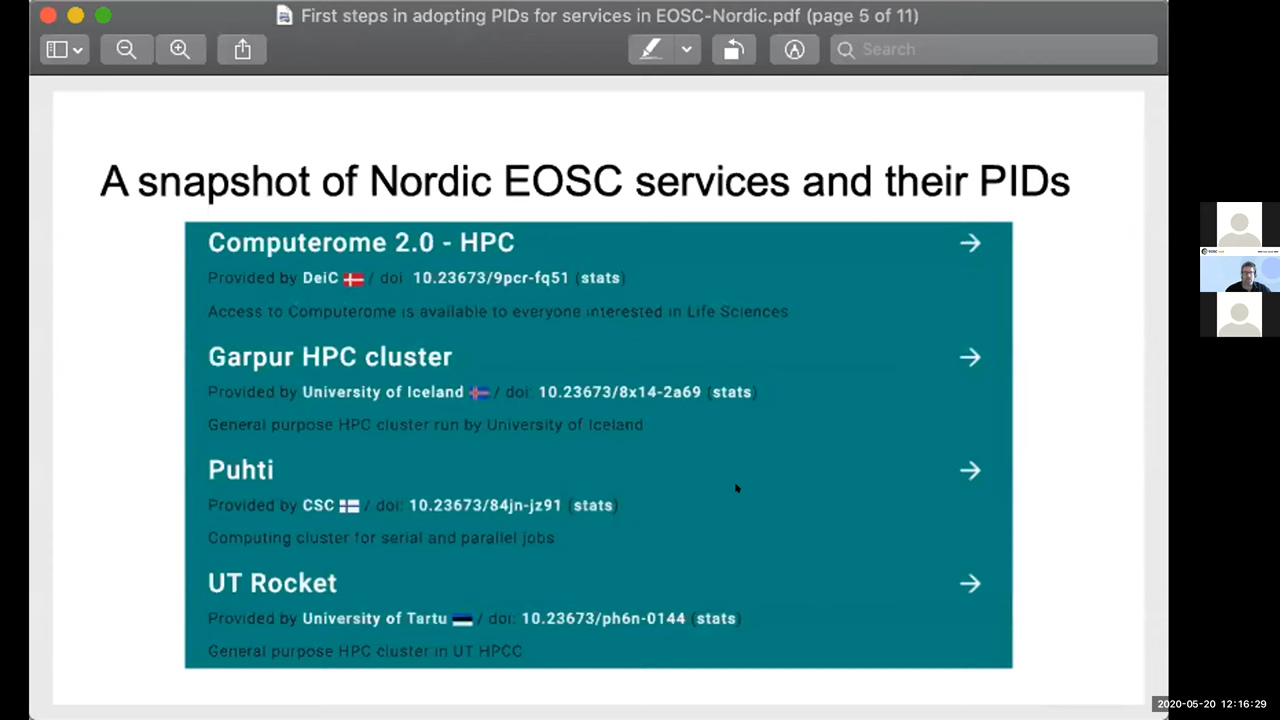 First steps in adopting PIDs for services in EOSC-Nordic.pdf (page 5 of 11)
Search
A snapshot of Nordic EOSC services and their PIDs
Computerome 2.0 - HPC
Provided by DeiC / doi 10.23673/9pcr-fq51 (stats)
Access to Computerome is available to everyone interested in Life Sciences
Garpur HPC cluster
Provided by University of Iceland / doi: 10.23673/8x14-2a69 (stats)
General purpose HPC cluster run by University of Iceland
Puhti
Provided by CSC / doi: 10.23673/84jn-jz91 (stats)
Computing cluster for serial and parallel jobs
UT Rocket
Provided by University of Tartu / doi: 10.23673/ph6n-0144 (stats)
General purpose HPC cluster in UT HPCC
2020-05-20 12:16:29